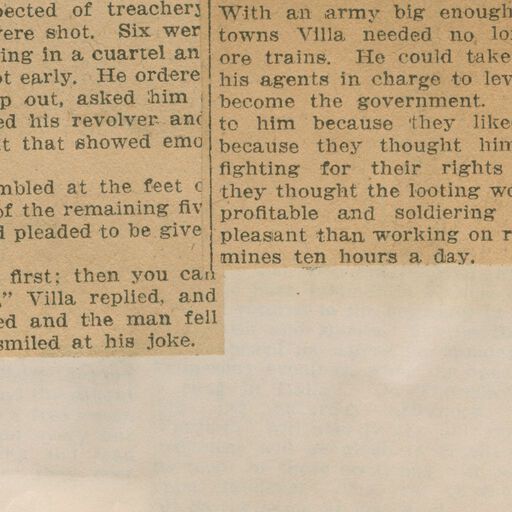 pected of treachery
ere shot. Six wer
ing in a cuartel an
ot early. He ordere
p out, asked him
ed his revolver and
t that showed emo
mbled at the feet o
of the remaining fiv
d pleaded to be give
first; then you can
,” Villa replied, and
ed and the man fell
smiled at his joke.
With an army big enough
towns Villa needed no lo
ore trains. He could take
his agents in charge to lev
become the government.
to him because they like
because they thought him
fighting for their rights
they thought the looting wo
profitable and soldiering
pleasant than working on r
mines ten hours a day.